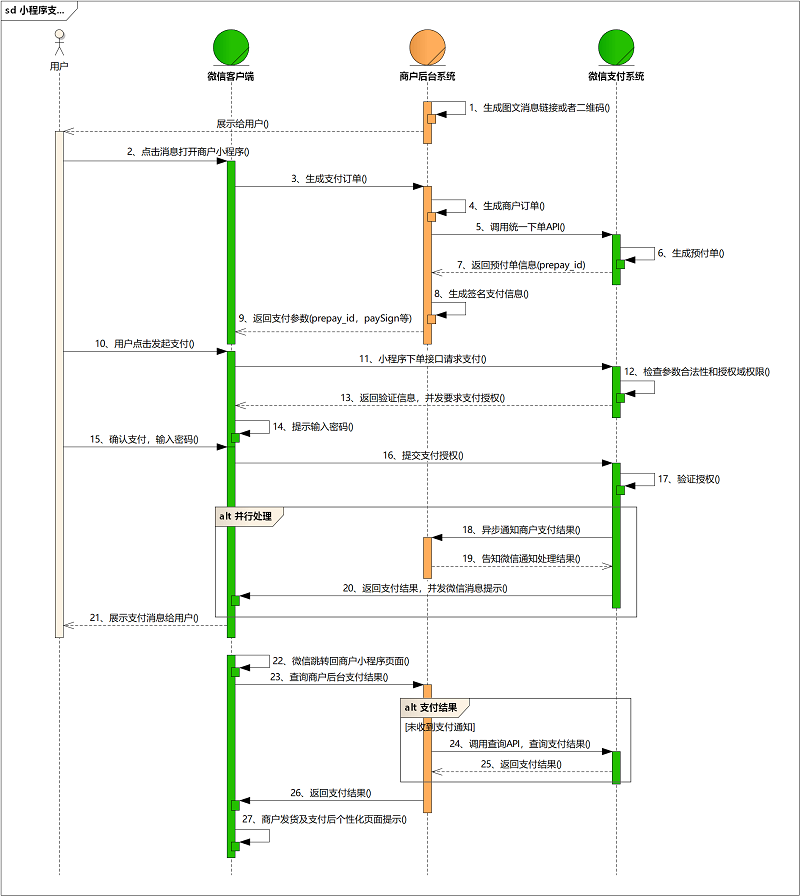 sd 小程序支...
用户
微信客户端
商户后台系统
微信支付系统
1、生成图文消息链接或者二维码()
展示给用户()
2、点击消息打开商户小程序()
3、生成支付订单()
4、生成商户订单()
5、调用统一下单API()
6、生成预付单()
7、返回预付单信息(prepay_id)
8、生成签名支付信息()
9、返回支付参数(prepay_id，paySign等)
10、用户点击发起支付()
11、小程序下单接口请求支付()
12、检查参数合法性和授权域权限()
13、返回验证信息，并发要求支付授权()
14、提示输入密码()
15、确认支付，输入密码()
16、提交支付授权()
17、验证授权()
alt 并行处理
18、异步通知商户支付结果()
19、告知微信通知处理结果()
20、返回支付结果，并发微信消息提示()
21、展示支付消息给用户()
22、微信跳转回商户小程序页面()
23、查询商户后台支付结果()
alt 支付结果
[未收到支付通知]
24、调用查询API，查询支付结果()
25、返回支付结果()
26、返回支付结果()
27、商户发货及支付后个性化页面提示()